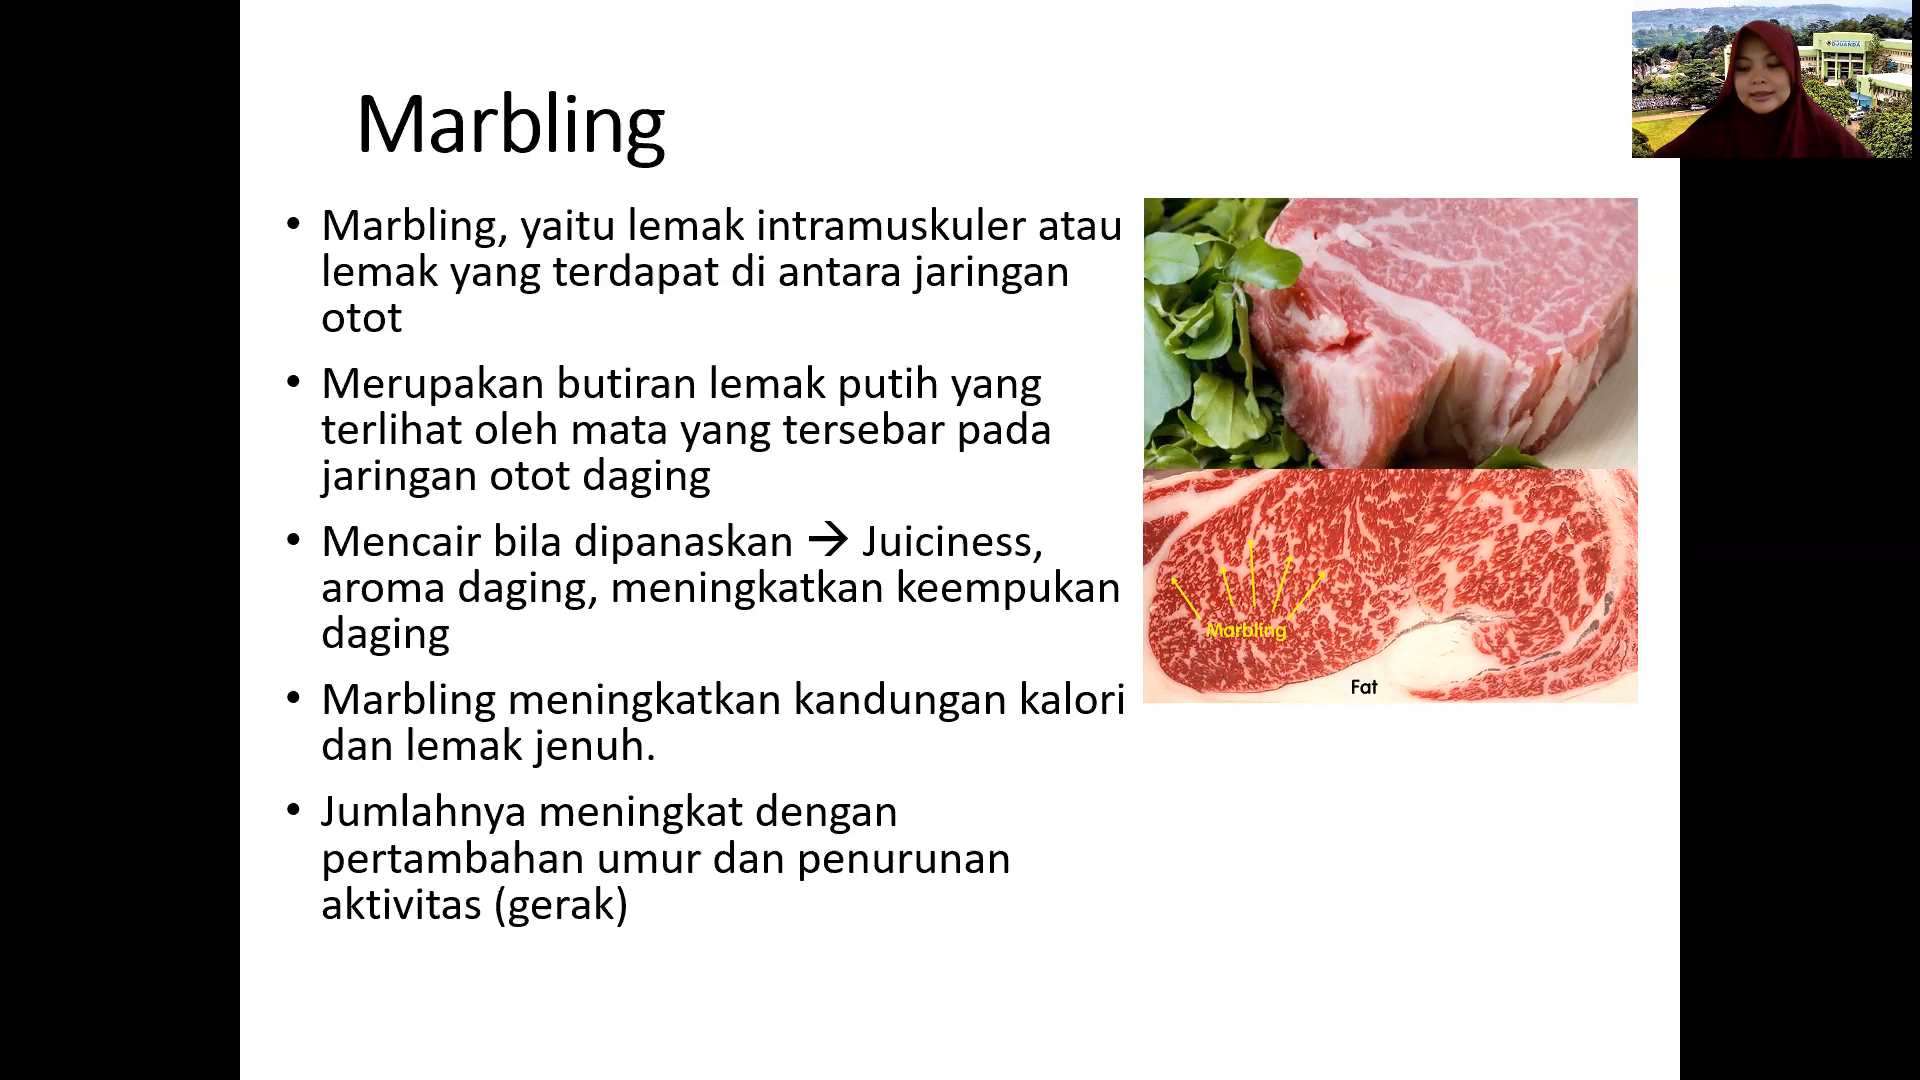 Marbling
• Marbling, yaitu lemak intramuskuler atau
lemak yang terdapat di antara jaringan
otot
• Merupakan butiran lemak putih yang
terlihat oleh mata yang tersebar pada
jaringan otot daging
• Mencair bila dipanaskan → Juiciness,
aroma daging, meningkatkan keempukan
daging
• Marbling meningkatkan kandungan kalori
dan lemak jenuh.
• Jumlahnya meningkat dengan
pertambahan umur dan penurunan
aktivitas (gerak)
Marbling
Fat
DJUANDA